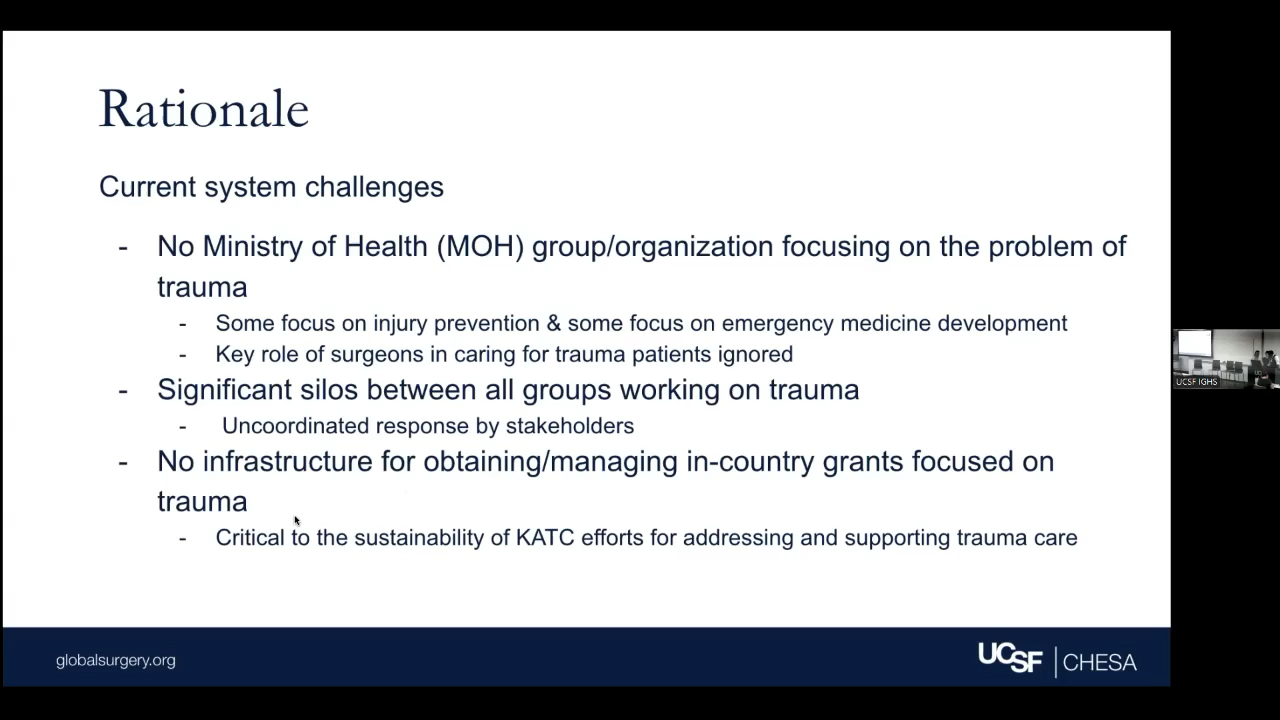 Rationale
Current system challenges
- No Ministry of Health (MOH) group/organization focusing on the problem of
trauma
- Some focus on injury prevention & some focus on emergency medicine development
- Key role of surgeons in caring for trauma patients ignored
- Significant silos between all groups working on trauma
- Uncoordinated response by stakeholders
- No infrastructure for obtaining/managing in-country grants focused on
trauma
- Critical to the sustainability of KATC efforts for addressing and supporting trauma care
globalsurgery.org
UCSF | CHESA
UCSF IGHS